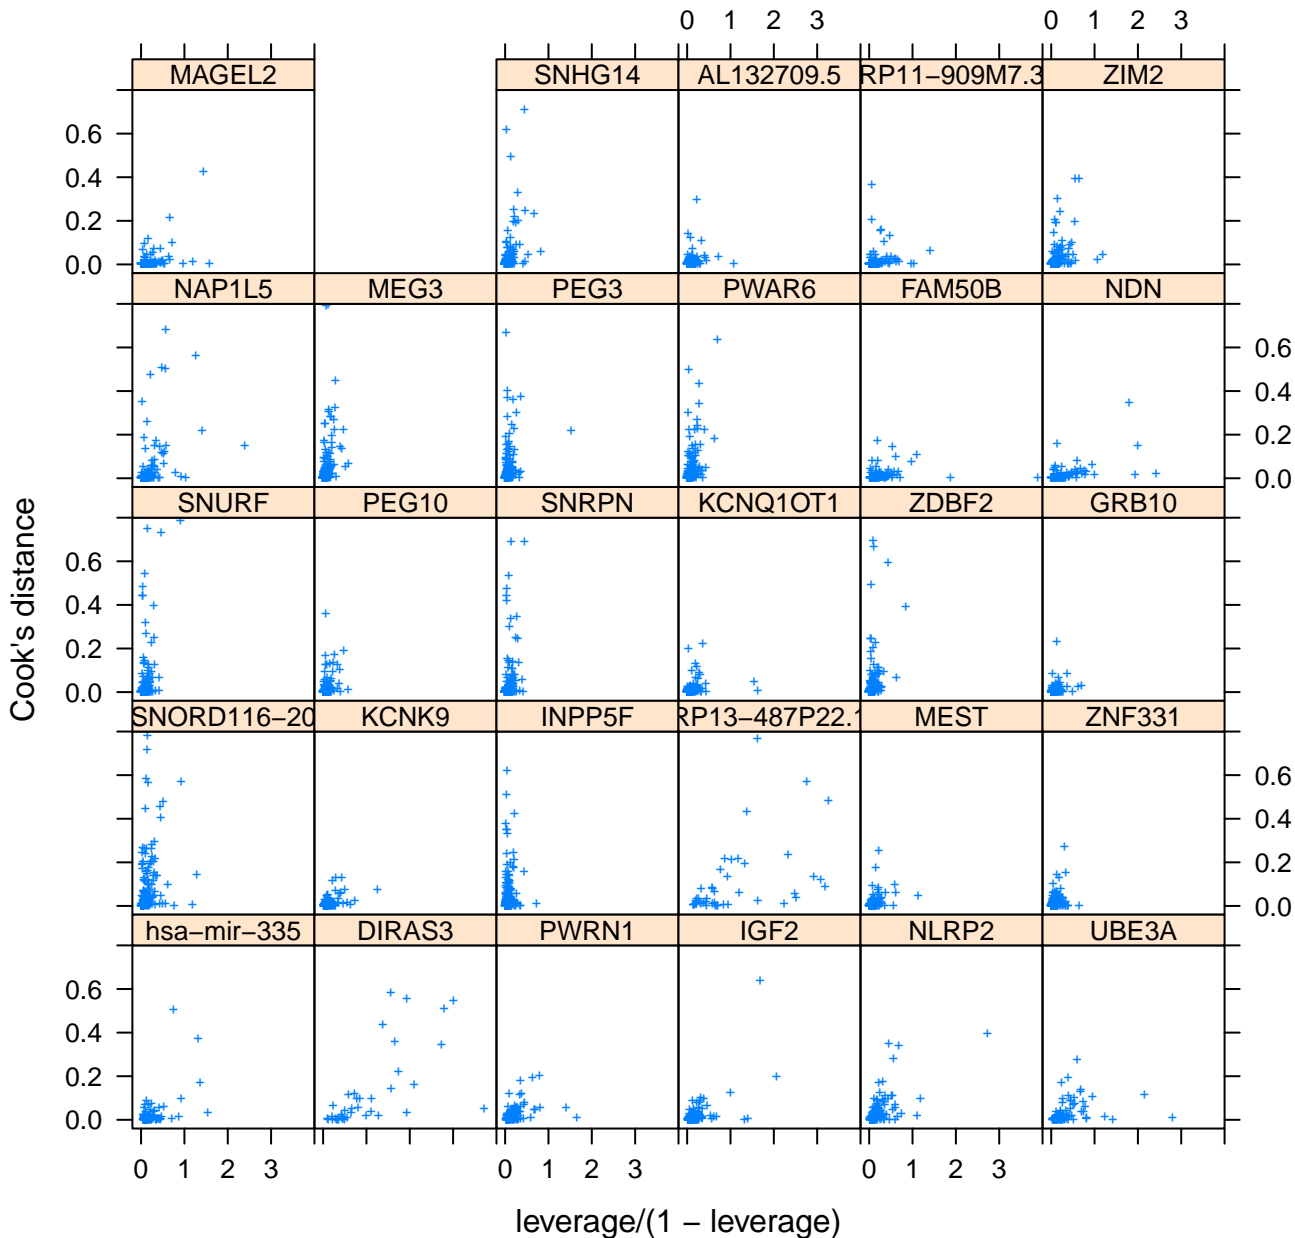 0 1 2 3 0 1 2 3
MAGEL2 SNHG14 AL132709.5 RP11−909M7.3 ZIM2
0.6
0.4
0.2
0.0
NAP1L5 MEG3 PEG3 PWAR6 FAM50B NDN
0.6
0.4
0.2
0.0
SNURF PEG10 SNRPN KCNQ1OT1 ZDBF2 GRB10
0.6
0.4
0.2
0.0
Cook's distance
SNORD116−20 KCNK9 INPP5F RP13−487P22.1 MEST ZNF331
0.6
0.4
0.2
0.0
hsa−mir−335 DIRAS3 PWRN1 IGF2 NLRP2 UBE3A
0.6
0.4
0.2
0.0
0 1 2 3 0 1 2 3 0 1 2 3
leverage/(1 − leverage)